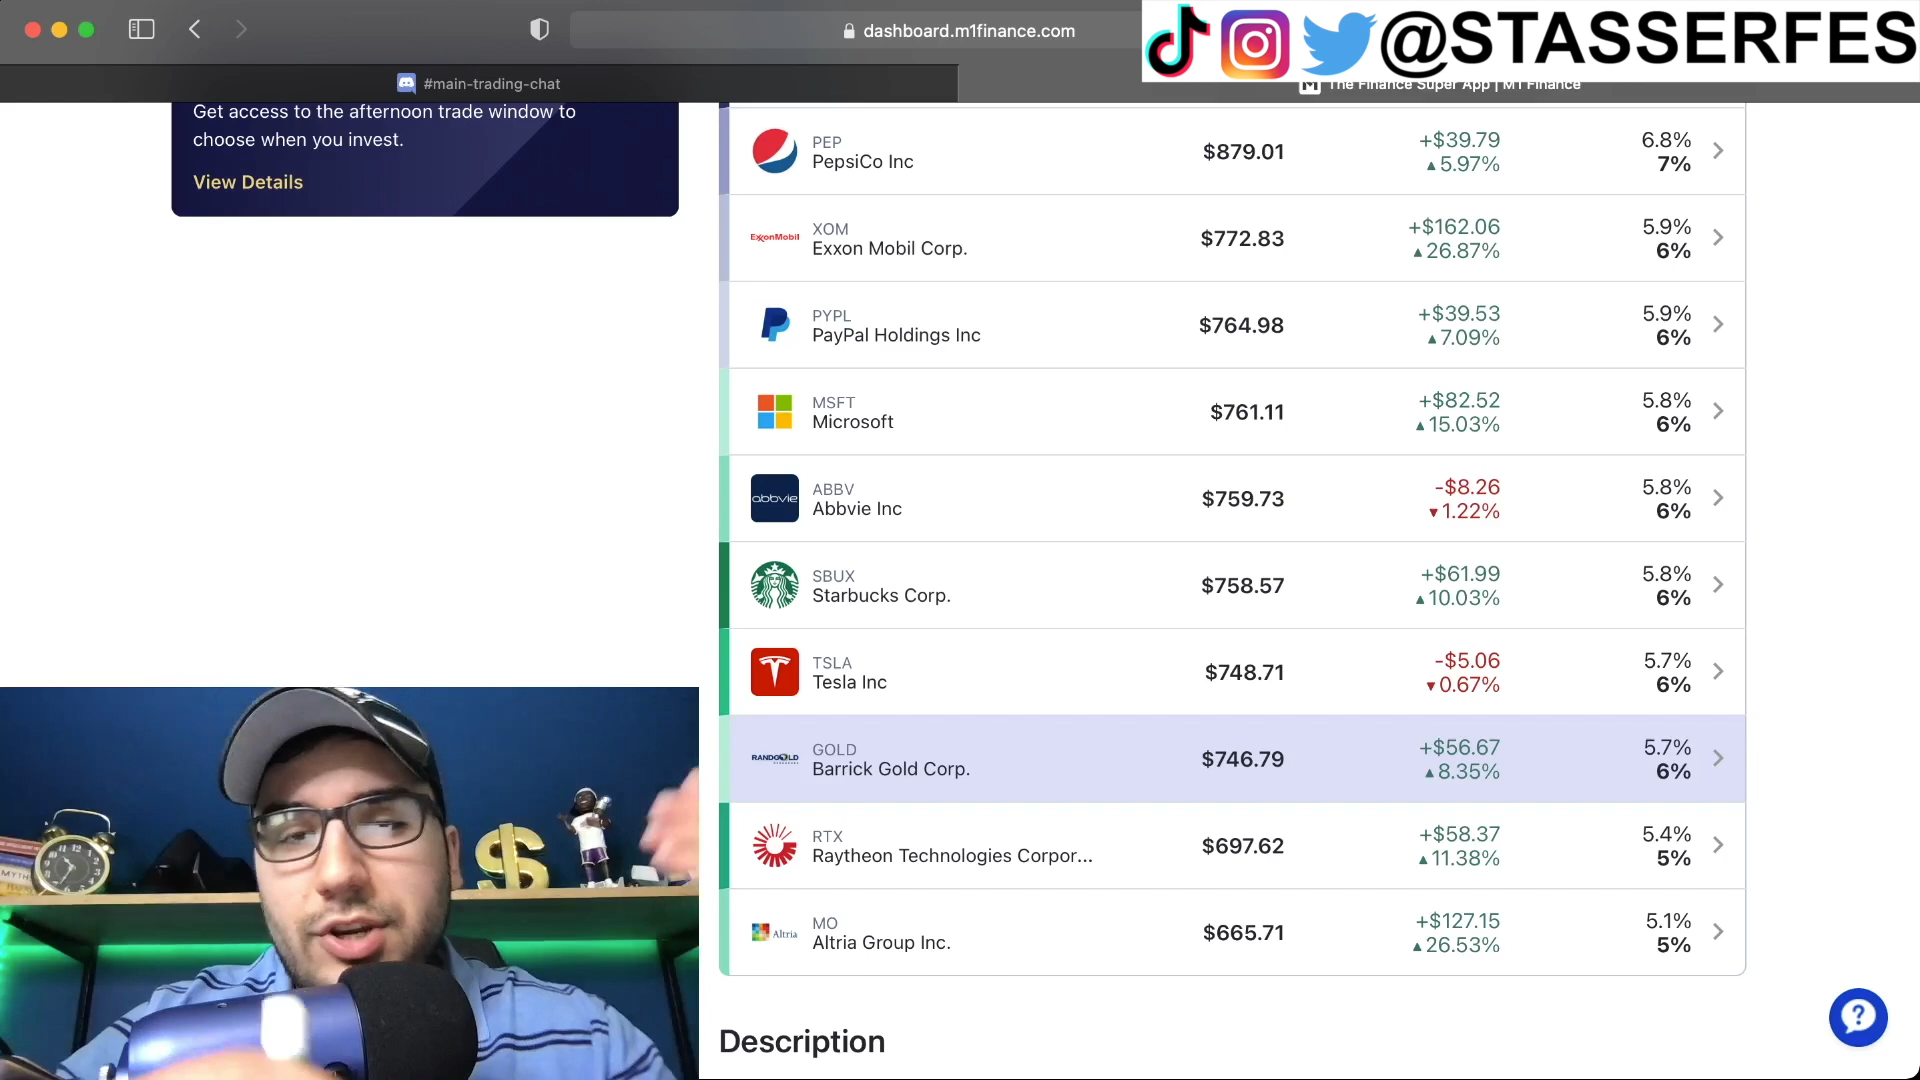 dashboard.m1finance.com
@STASSERFES
#main-trading-chat
The Finance Super App | M1 Finance
Get access to the afternoon trade window to
choose when you invest.
View Details
PEP
PepsiCo Inc
$879.01
+$39.79
▲5.97%
6.8%
7%
ExxonMobil
XOM
Exxon Mobil Corp.
$772.83
+$162.06
▲26.87%
5.9%
6%
PYPL
PayPal Holdings Inc
$764.98
+$39.53
▲7.09%
5.9%
6%
MSFT
Microsoft
$761.11
+$82.52
▲15.03%
5.8%
6%
abbvie
ABBV
Abbvie Inc
$759.73
-$8.26
▼1.22%
5.8%
6%
SBUX
Starbucks Corp.
$758.57
+$61.99
▲10.03%
5.8%
6%
TSLA
Tesla Inc
$748.71
-$5.06
▼0.67%
5.7%
6%
RANDGOLD
GOLD
Barrick Gold Corp.
$746.79
+$56.67
▲8.35%
5.7%
6%
RTX
Raytheon Technologies Corpor...
$697.62
+$58.37
▲11.38%
5.4%
5%
Altria
MO
Altria Group Inc.
$665.71
+$127.15
▲26.53%
5.1%
5%
Description